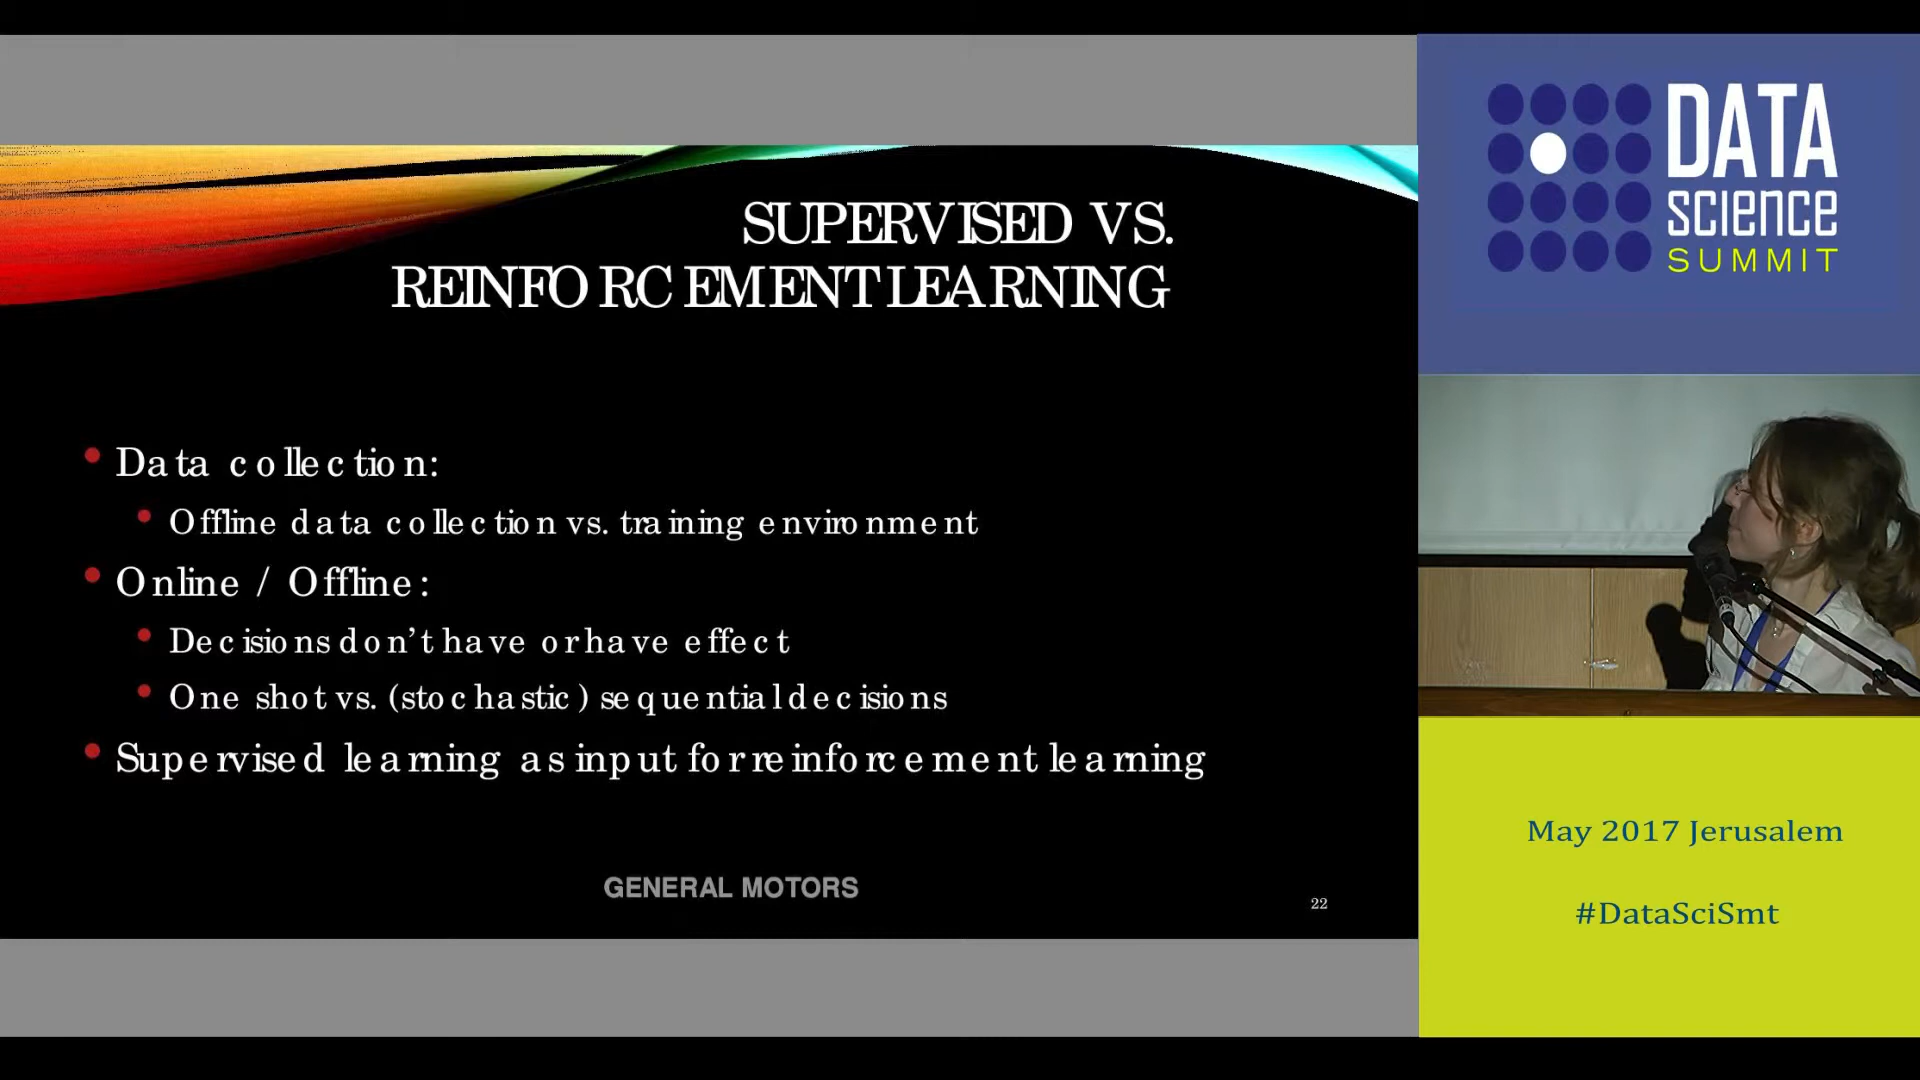 SUPERVISED VS.
REINFORCEMENT LEARNING
Data collection:
Offline data collection vs. training environment
Online / Offline:
Decisions don’t have or have effect
One shot vs. (stochastic) sequential decisions
Supervised learning as input for reinforcement learning
GENERAL MOTORS
22
DATA
science
SUMMIT
May 2017 Jerusalem
#DataSciSmt